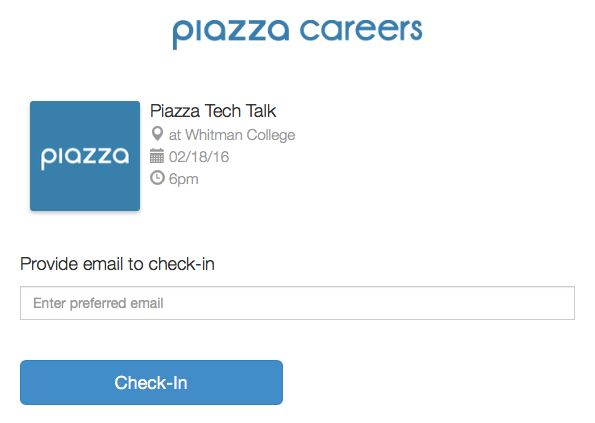 piazza careers
piazza
Piazza Tech Talk
at Whitman College
02/18/16
6pm
Provide email to check-in
Enter preferred email
Check-In